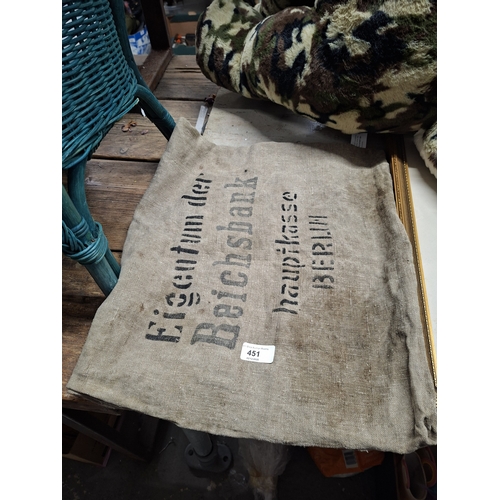 Eigentum der
Reichsbank.
hauptkasse
BERLIN
451